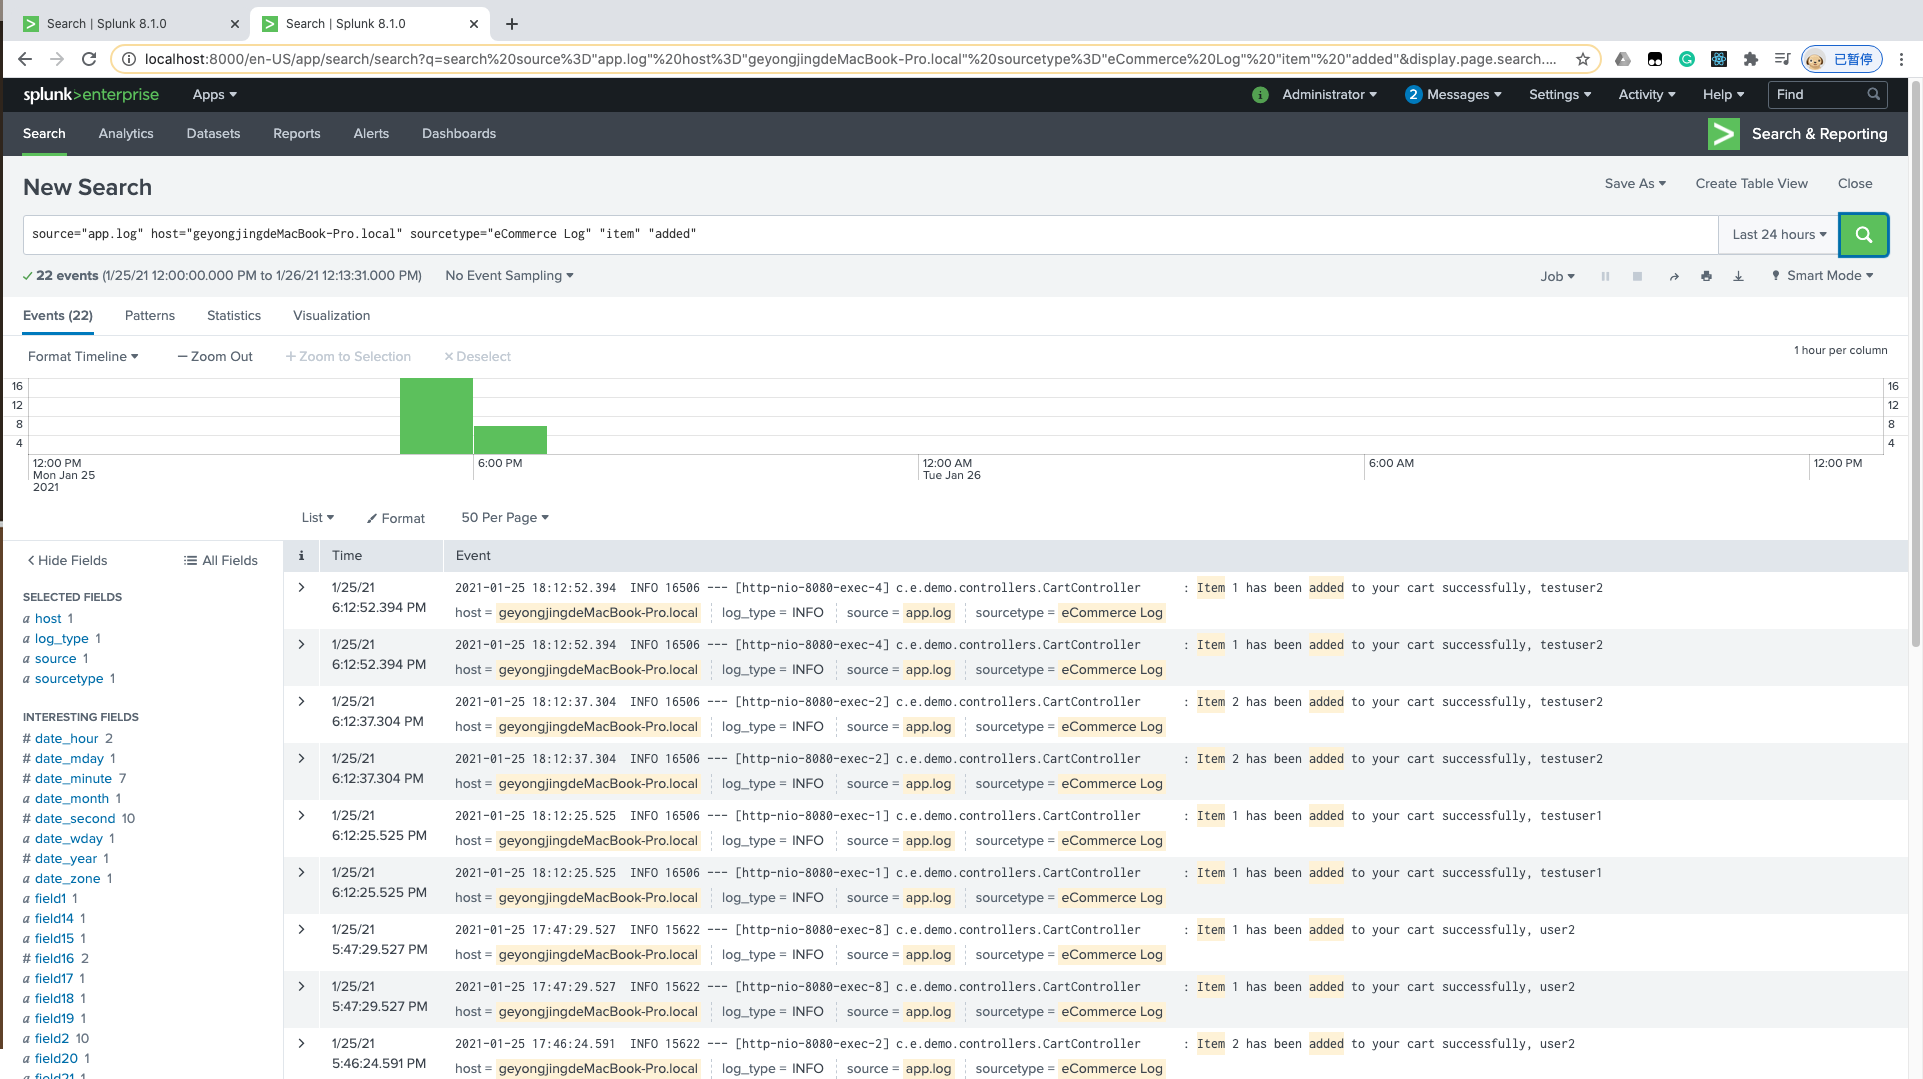 Search | Splunk 8.1.0
Search | Splunk 8.1.0
localhost:8000/en-US/app/search/search?q=search%20source%3D"app.log"%20host%3D"geyongjingdeMacBook-Pro.local"%20sourcetype%3D"eCommerce%20Log"%20"item"%20"added"&display.page.search....
已暂停
splunk>enterprise Apps
i Administrator 2 Messages Settings Activity Help Find
Search Analytics Datasets Reports Alerts Dashboards
> Search & Reporting
New Search
Save As Create Table View Close
source="app.log" host="geyongjingdeMacBook-Pro.local" sourcetype="eCommerce Log" "item" "added"
Last 24 hours
✓ 22 events (1/25/21 12:00:00.000 PM to 1/26/21 12:13:31.000 PM) No Event Sampling
Job Smart Mode
Events (22) Patterns Statistics Visualization
Format Timeline — Zoom Out + Zoom to Selection × Deselect
1 hour per column
16 16
12 12
8 8
4 4
12:00 PM 6:00 PM 12:00 AM 6:00 AM 12:00 PM
Mon Jan 25 Tue Jan 26
2021
List Format 50 Per Page
< Hide Fields All Fields
SELECTED FIELDS
a host 1
a log_type 1
a source 1
a sourcetype 1
INTERESTING FIELDS
# date_hour 2
# date_mday 1
# date_minute 7
a date_month 1
# date_second 10
a date_wday 1
# date_year 1
a date_zone 1
a field1 1
a field14 1
a field15 1
# field16 2
a field17 1
a field18 1
a field19 1
a field2 10
a field20 1
a field21 1
i Time Event
1/25/21 2021-01-25 18:12:52.394 INFO 16506 --- [http-nio-8080-exec-4] c.e.demo.controllers.CartController : Item 1 has been added to your cart successfully, testuser2
6:12:52.394 PM host = geyongjingdeMacBook-Pro.local log_type = INFO source = app.log sourcetype = eCommerce Log
1/25/21 2021-01-25 18:12:52.394 INFO 16506 --- [http-nio-8080-exec-4] c.e.demo.controllers.CartController : Item 1 has been added to your cart successfully, testuser2
6:12:52.394 PM host = geyongjingdeMacBook-Pro.local log_type = INFO source = app.log sourcetype = eCommerce Log
1/25/21 2021-01-25 18:12:37.304 INFO 16506 --- [http-nio-8080-exec-2] c.e.demo.controllers.CartController : Item 2 has been added to your cart successfully, testuser2
6:12:37.304 PM host = geyongjingdeMacBook-Pro.local log_type = INFO source = app.log sourcetype = eCommerce Log
1/25/21 2021-01-25 18:12:37.304 INFO 16506 --- [http-nio-8080-exec-2] c.e.demo.controllers.CartController : Item 2 has been added to your cart successfully, testuser2
6:12:37.304 PM host = geyongjingdeMacBook-Pro.local log_type = INFO source = app.log sourcetype = eCommerce Log
1/25/21 2021-01-25 18:12:25.525 INFO 16506 --- [http-nio-8080-exec-1] c.e.demo.controllers.CartController : Item 1 has been added to your cart successfully, testuser1
6:12:25.525 PM host = geyongjingdeMacBook-Pro.local log_type = INFO source = app.log sourcetype = eCommerce Log
1/25/21 2021-01-25 18:12:25.525 INFO 16506 --- [http-nio-8080-exec-1] c.e.demo.controllers.CartController : Item 1 has been added to your cart successfully, testuser1
6:12:25.525 PM host = geyongjingdeMacBook-Pro.local log_type = INFO source = app.log sourcetype = eCommerce Log
1/25/21 2021-01-25 17:47:29.527 INFO 15622 --- [http-nio-8080-exec-8] c.e.demo.controllers.CartController : Item 1 has been added to your cart successfully, user2
5:47:29.527 PM host = geyongjingdeMacBook-Pro.local log_type = INFO source = app.log sourcetype = eCommerce Log
1/25/21 2021-01-25 17:47:29.527 INFO 15622 --- [http-nio-8080-exec-8] c.e.demo.controllers.CartController : Item 1 has been added to your cart successfully, user2
5:47:29.527 PM host = geyongjingdeMacBook-Pro.local log_type = INFO source = app.log sourcetype = eCommerce Log
1/25/21 2021-01-25 17:46:24.591 INFO 15622 --- [http-nio-8080-exec-2] c.e.demo.controllers.CartController : Item 2 has been added to your cart successfully, user2
5:46:24.591 PM host = geyongjingdeMacBook-Pro.local log_type = INFO source = app.log sourcetype = eCommerce Log